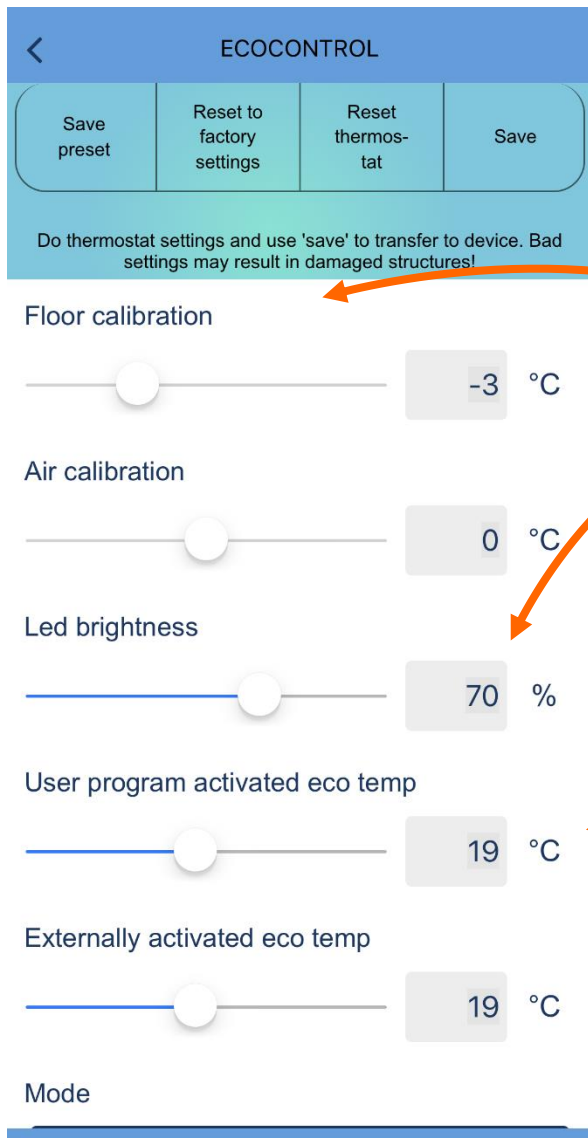 ECOCONTROL
Save
preset
Reset to
factory
settings
Reset
thermos-
tat
Save
Do thermostat settings and use 'save' to transfer to device. Bad
settings may result in damaged structures!
Floor calibration
-3 °C
Air calibration
0 °C
Led brightness
70 %
User program activated eco temp
19 °C
Externally activated eco temp
19 °C
Mode